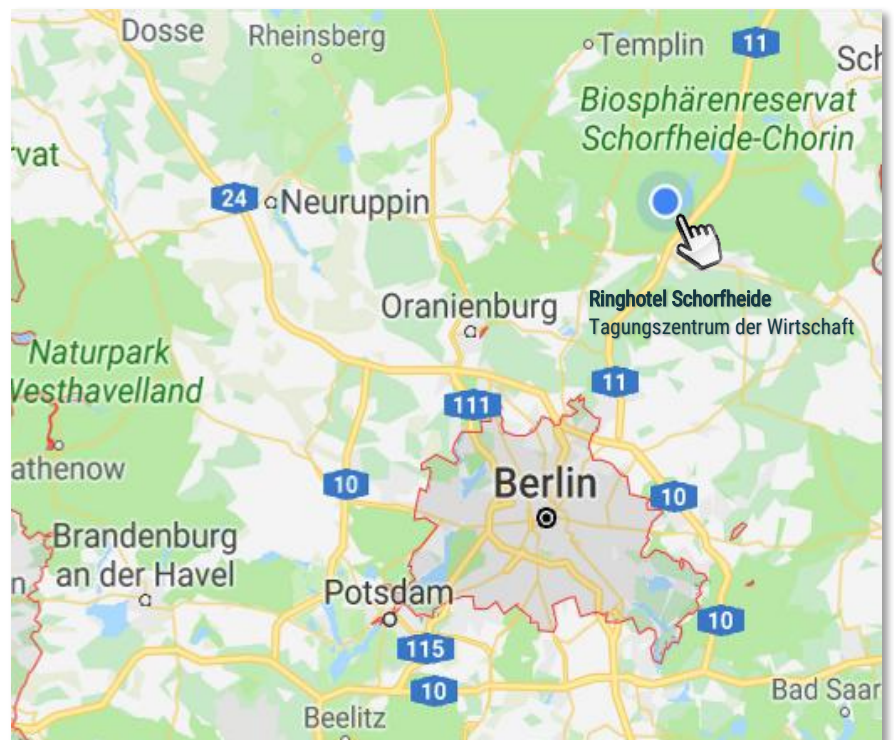 Dosse
Rheinsberg
Templin
11
Sch
Biosphärenreservat
Schorfheide-Chorin
vat
24
Neuruppin
Oranienburg
Ringhotel Schorfheide
Tagungszentrum der Wirtschaft
Naturpark
Westhavelland
11
111
athenow
10
Berlin
10
Brandenburg
an der Havel
n
Potsdam
10
115
10
Bad Saar
Beelitz